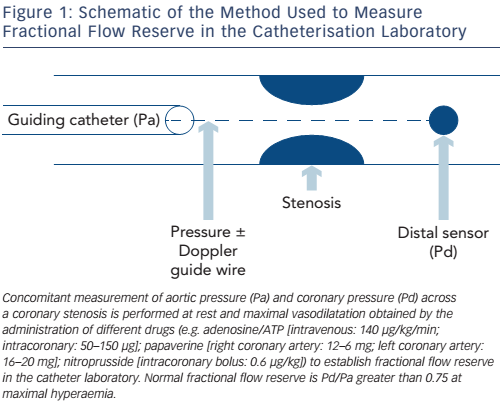 Figure 1: Schematic of the Method Used to Measure
Fractional Flow Reserve in the Catheterisation Laboratory
Guiding catheter (Pa)
Stenosis
Pressure ±
Doppler
guide wire
Distal sensor
(Pd)
Concomitant measurement of aortic pressure (Pa) and coronary pressure (Pd) across
a coronary stenosis is performed at rest and maximal vasodilatation obtained by the
administration of different drugs (e.g. adenosine/ATP [intravenous: 140 µg/kg/min;
intracoronary: 50–150 µg]; papaverine [right coronary artery: 12–6 mg; left coronary artery:
16–20 mg]; nitroprusside [intracoronary bolus: 0.6 µg/kg]) to establish fractional flow reserve
in the catheter laboratory. Normal fractional flow reserve is Pd/Pa greater than 0.75 at
maximal hyperaemia.